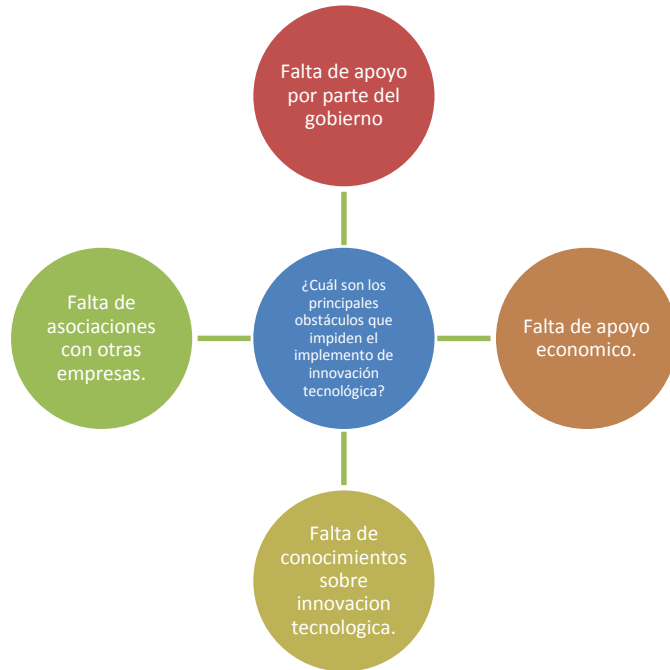 Falta de apoyo
por parte del
gobierno
Falta de
asociaciones
con otras
empresas.
¿Cuál son los
principales
obstáculos que
impiden el
implemento de
innovación
tecnológica?
Falta de apoyo
economico.
Falta de
conocimientos
sobre
innovacion
tecnologica.